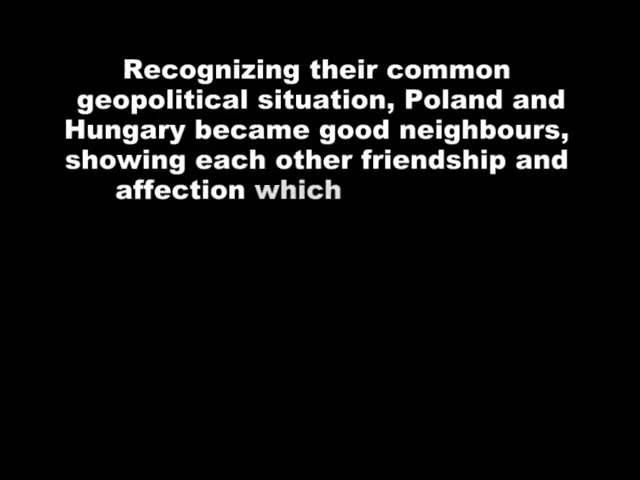 Recognizing their common
geopolitical situation, Poland and
Hungary became good neighbours,
showing each other friendship and
affection which